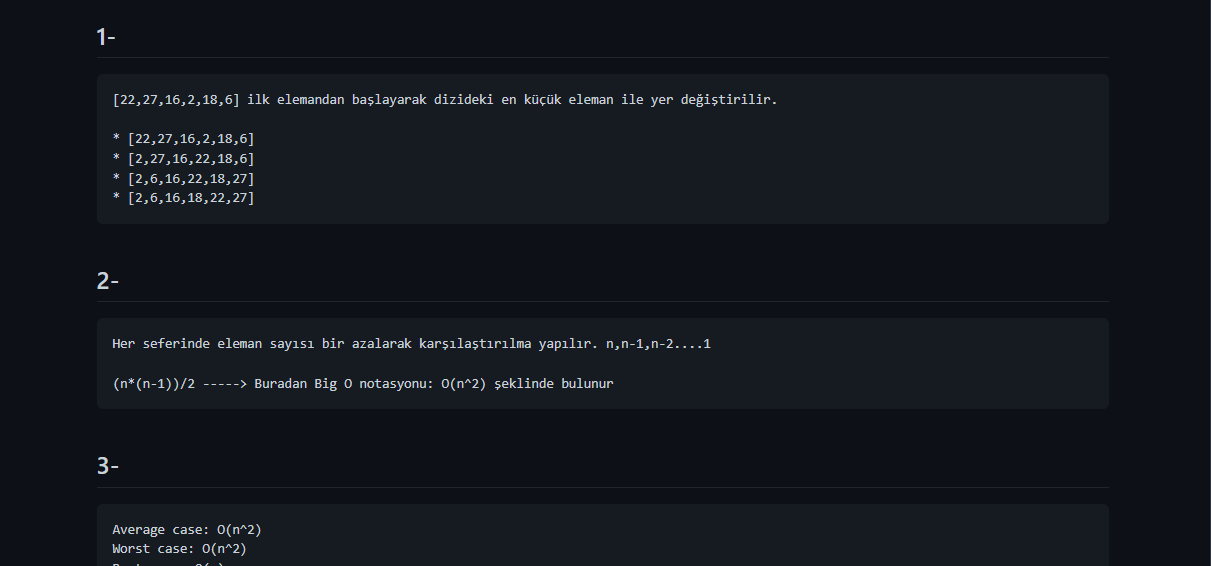 1-
[22,27,16,2,18,6] ilk elemandan başlayarak dizideki en küçük eleman ile yer değiştirilir.
* [22,27,16,2,18,6]
* [2,27,16,22,18,6]
* [2,6,16,22,18,27]
* [2,6,16,18,22,27]
2-
Her seferinde eleman sayısı bir azalarak karşılaştırılma yapılır. n,n-1,n-2....1
(n*(n-1))/2 -----> Buradan Big O notasyonu: O(n^2) şeklinde bulunur
3-
Average case: O(n^2)
Worst case: O(n^2)